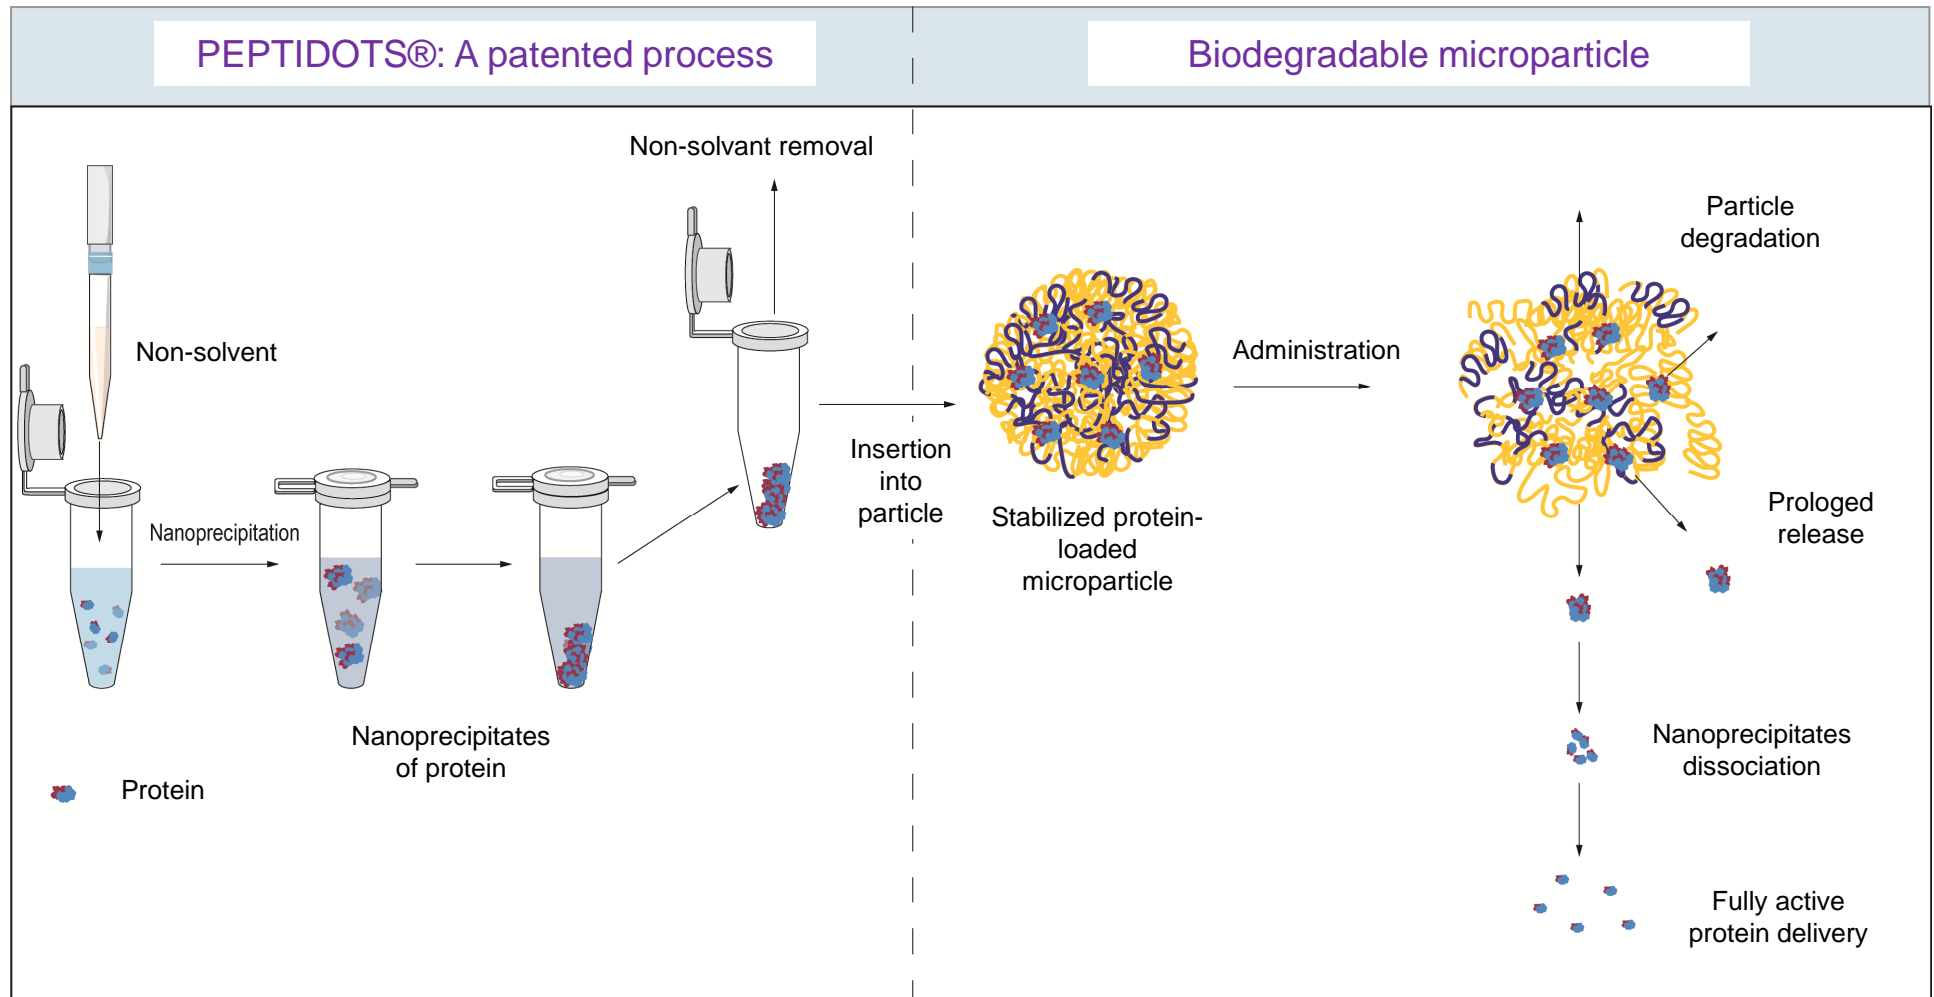 PEPTIDOTS®: A patented process
Biodegradable microparticle
Non-solvant removal
Non-solvent
Nanoprecipitation
Nanoprecipitates
of protein
Protein
Insertion
into
particle
Stabilized protein-
loaded
microparticle
Administration
Particle
degradation
Prologed
release
Nanoprecipitates
dissociation
Fully active
protein delivery